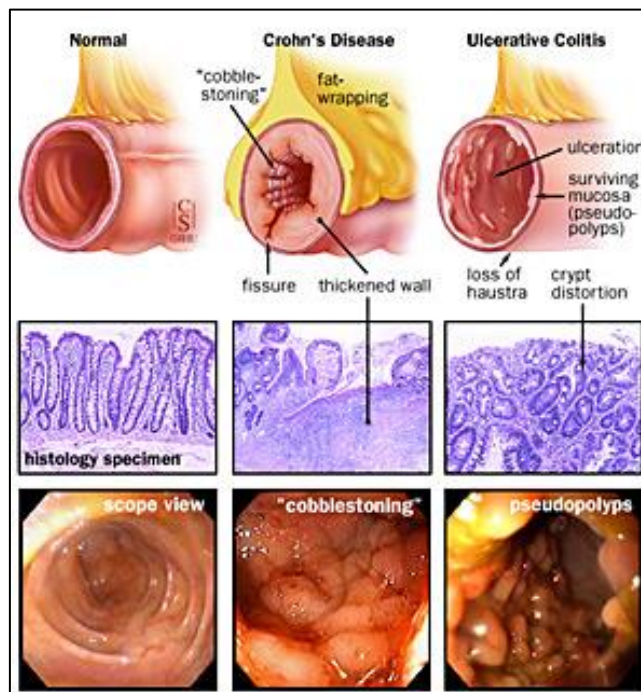 Normal
Crohn's Disease
Ulcerative Colitis
"cobble-
stoning"
fat-
wrapping
ulceration
surviving
mucosa
(pseudo-
polyps)
fissure
thickened wall
loss of
haustra
crypt
distortion
histology specimen
scope view
"cobblestoning"
pseudopolyps